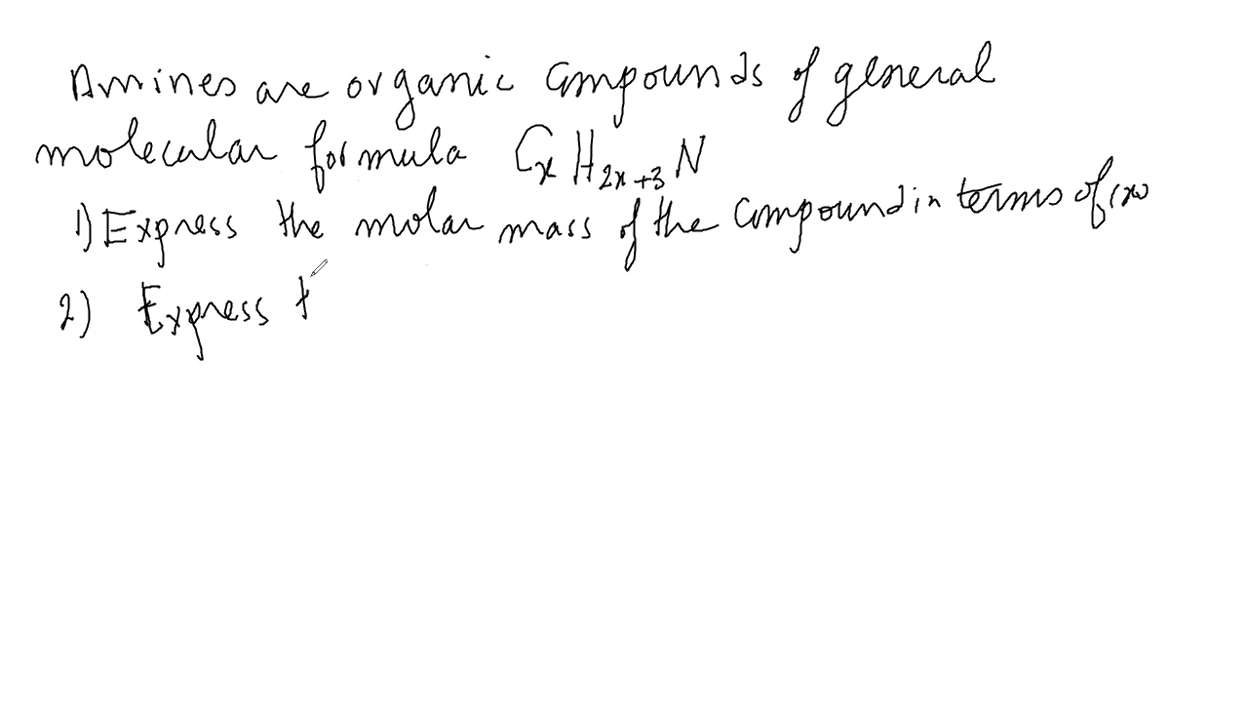 Amines are organic compounds of general
molecular formula CxH2x+3N
1) Express the molar mass of the compound in terms of (x)
2) Express t